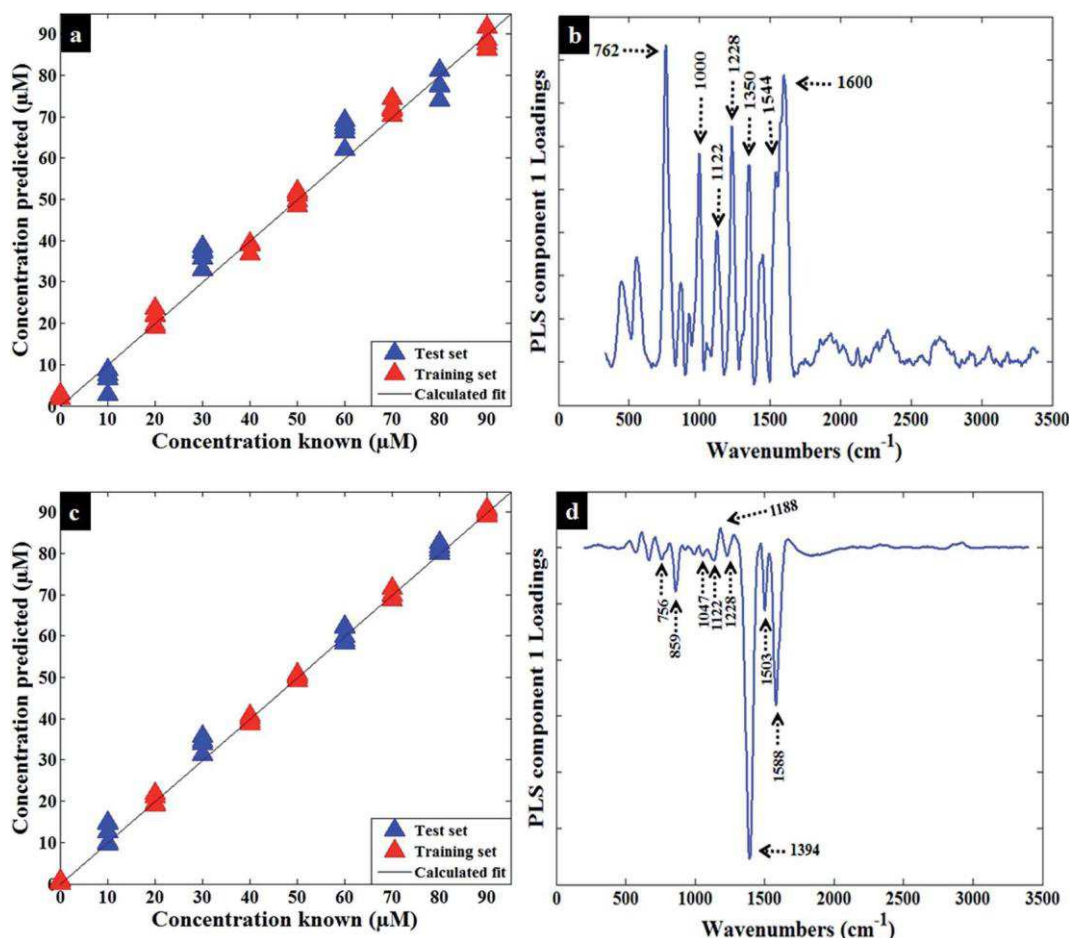 a
Concentration predicted (µM)
90
80
70
60
50
40
30
20
10
0
0 10 20 30 40 50 60 70 80 90
Concentration known (µM)
Test set
Training set
Calculated fit
b
PLS component 1 Loadings
762
1000
1122
1228
1350
1544
1600
0 500 1000 1500 2000 2500 3000 3500
Wavenumbers (cm⁻¹)
c
Concentration predicted (µM)
90
80
70
60
50
40
30
20
10
0
0 10 20 30 40 50 60 70 80 90
Concentration known (µM)
Test set
Training set
Calculated fit
d
PLS component 1 Loadings
1188
756
859
1047
1122
1228
1503
1588
1394
0 500 1000 1500 2000 2500 3000 3500
Wavenumbers (cm⁻¹)